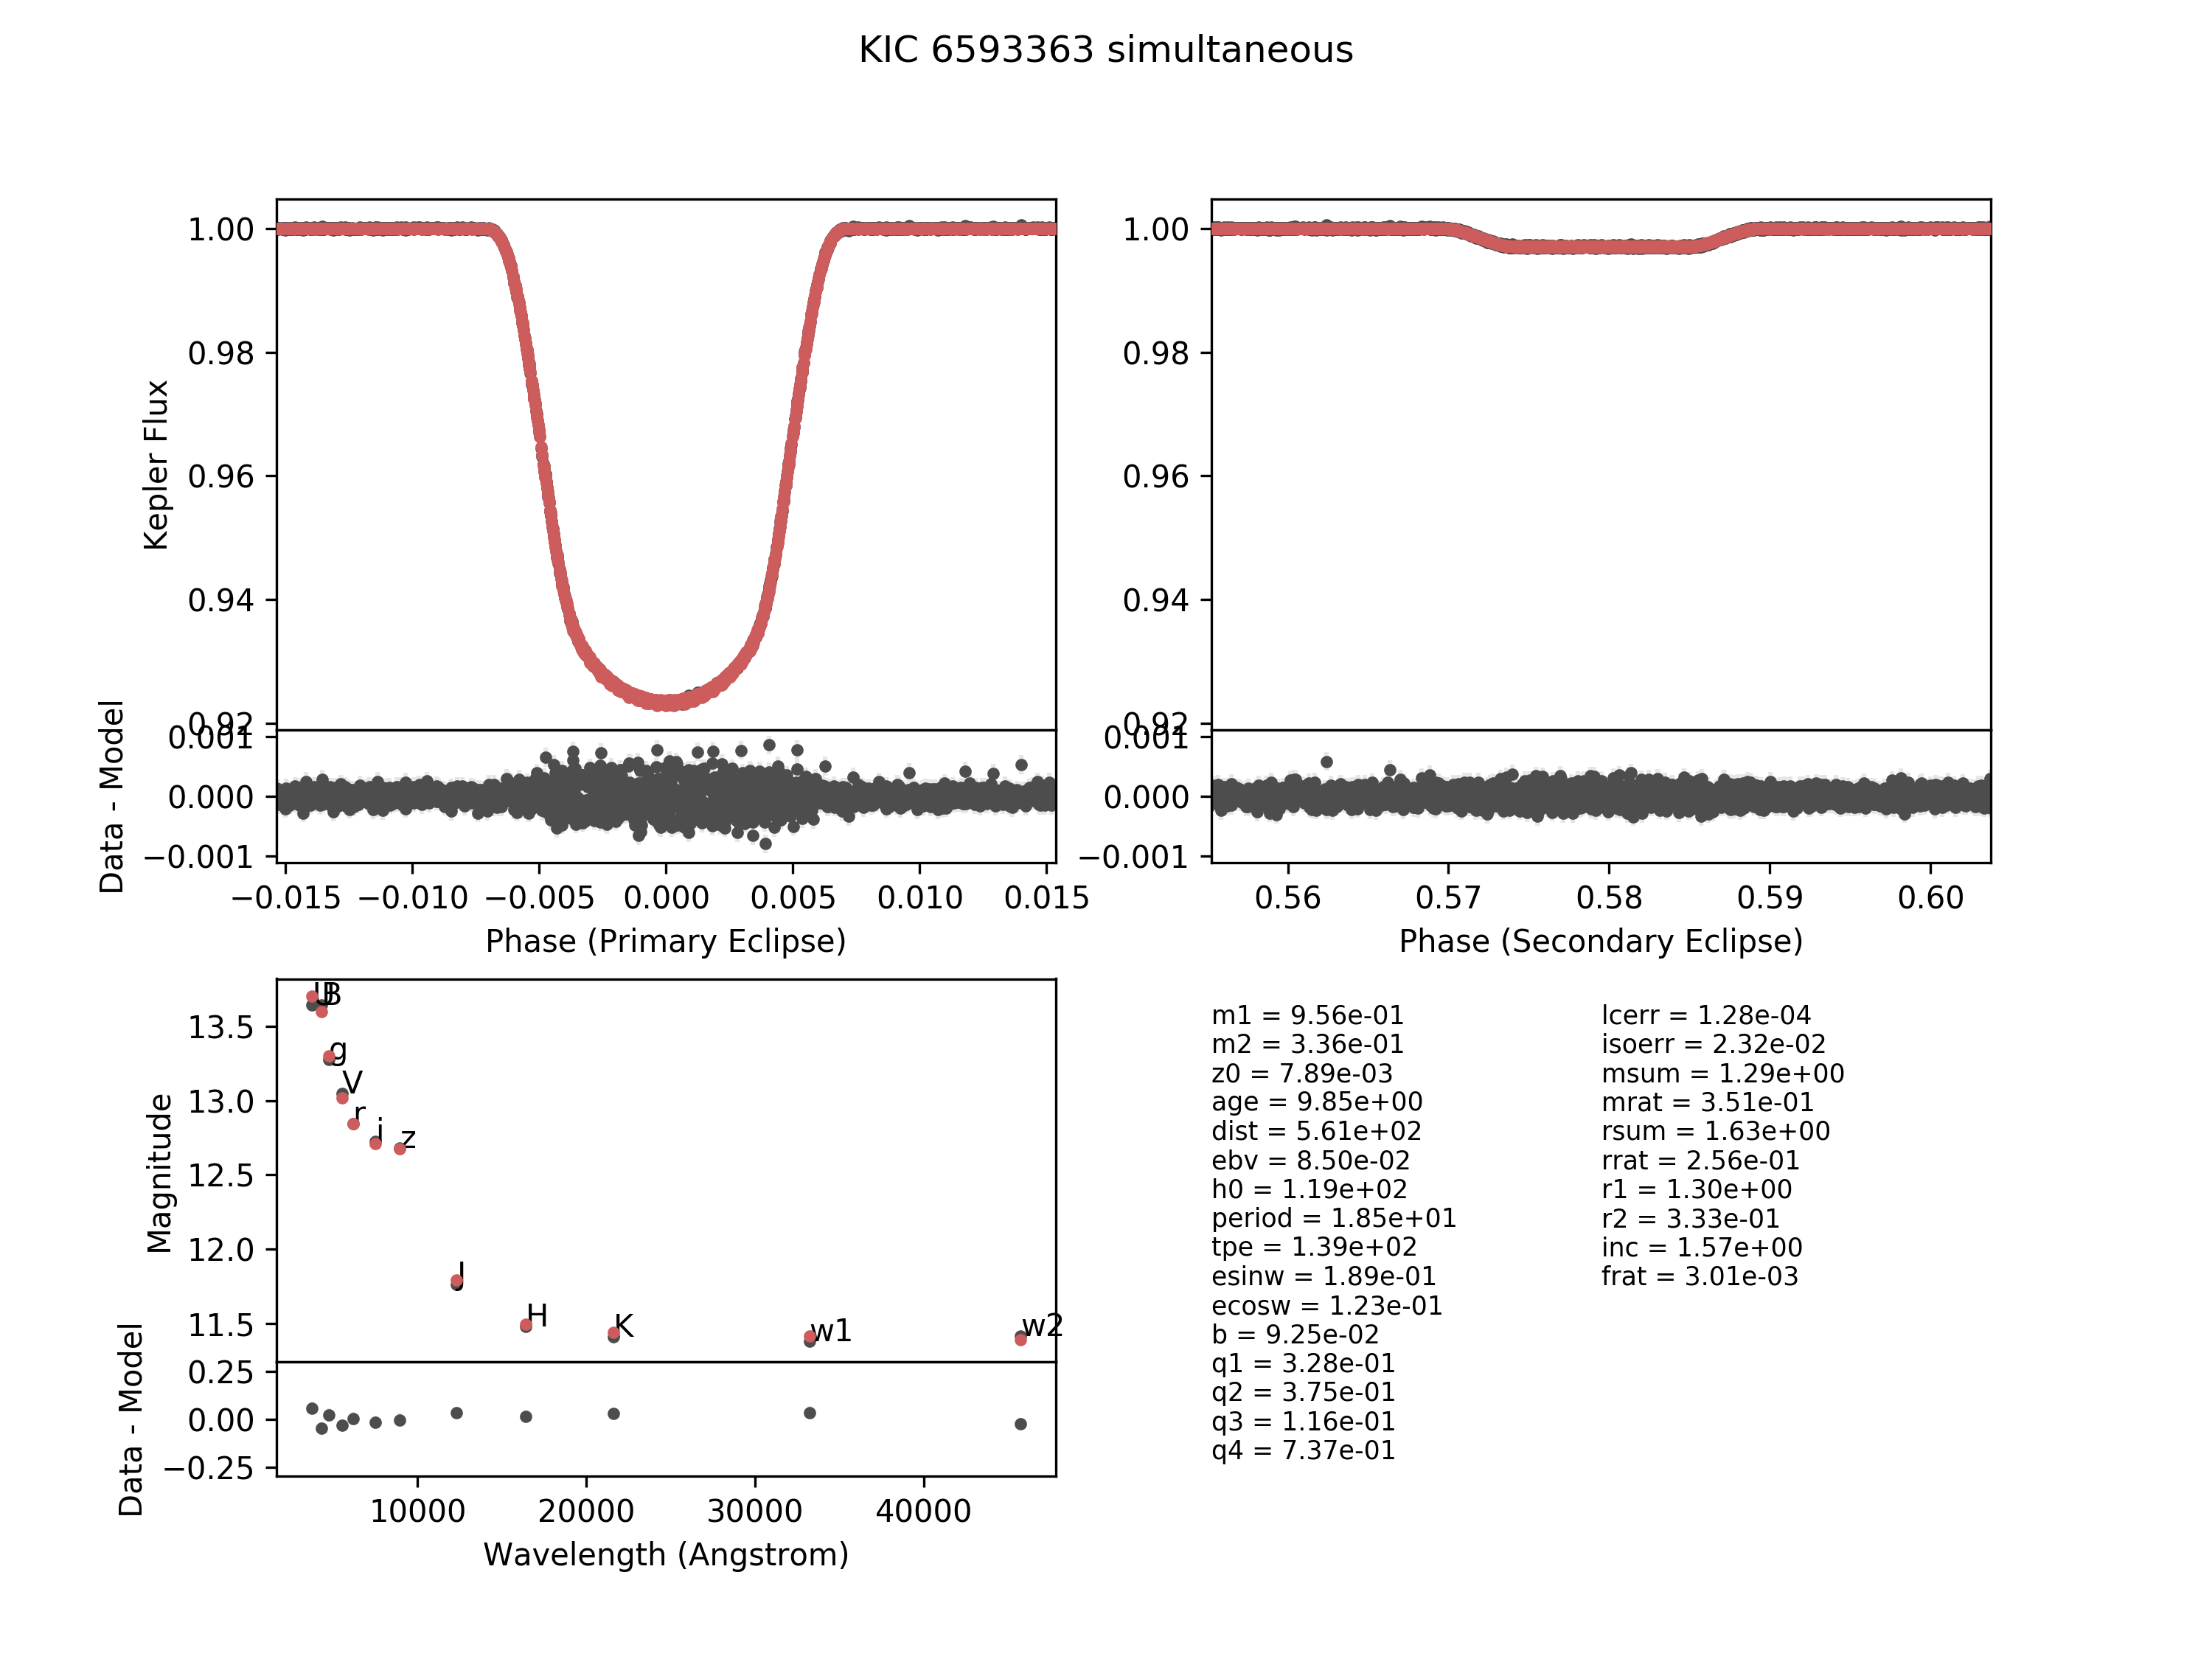 KIC 6593363 simultaneous
Kepler Flux
1.00
0.98
0.96
0.94
0.92
Data - Model
0.001
0.000
−0.001
−0.015 −0.010 −0.005 0.000 0.005 0.010 0.015
Phase (Primary Eclipse)
1.00
0.98
0.96
0.94
0.92
0.001
0.000
−0.001
0.56 0.57 0.58 0.59 0.60
Phase (Secondary Eclipse)
Magnitude
13.5
13.0
12.5
12.0
11.5
U B g V r i z J H K w1 w2
Data - Model
0.25
0.00
−0.25
10000 20000 30000 40000
Wavelength (Angstrom)
m1 = 9.56e-01
m2 = 3.36e-01
z0 = 7.89e-03
age = 9.85e+00
dist = 5.61e+02
ebv = 8.50e-02
h0 = 1.19e+02
period = 1.85e+01
tpe = 1.39e+02
esinw = 1.89e-01
ecosw = 1.23e-01
b = 9.25e-02
q1 = 3.28e-01
q2 = 3.75e-01
q3 = 1.16e-01
q4 = 7.37e-01
lcerr = 1.28e-04
isoerr = 2.32e-02
msum = 1.29e+00
mrat = 3.51e-01
rsum = 1.63e+00
rrat = 2.56e-01
r1 = 1.30e+00
r2 = 3.33e-01
inc = 1.57e+00
frat = 3.01e-03